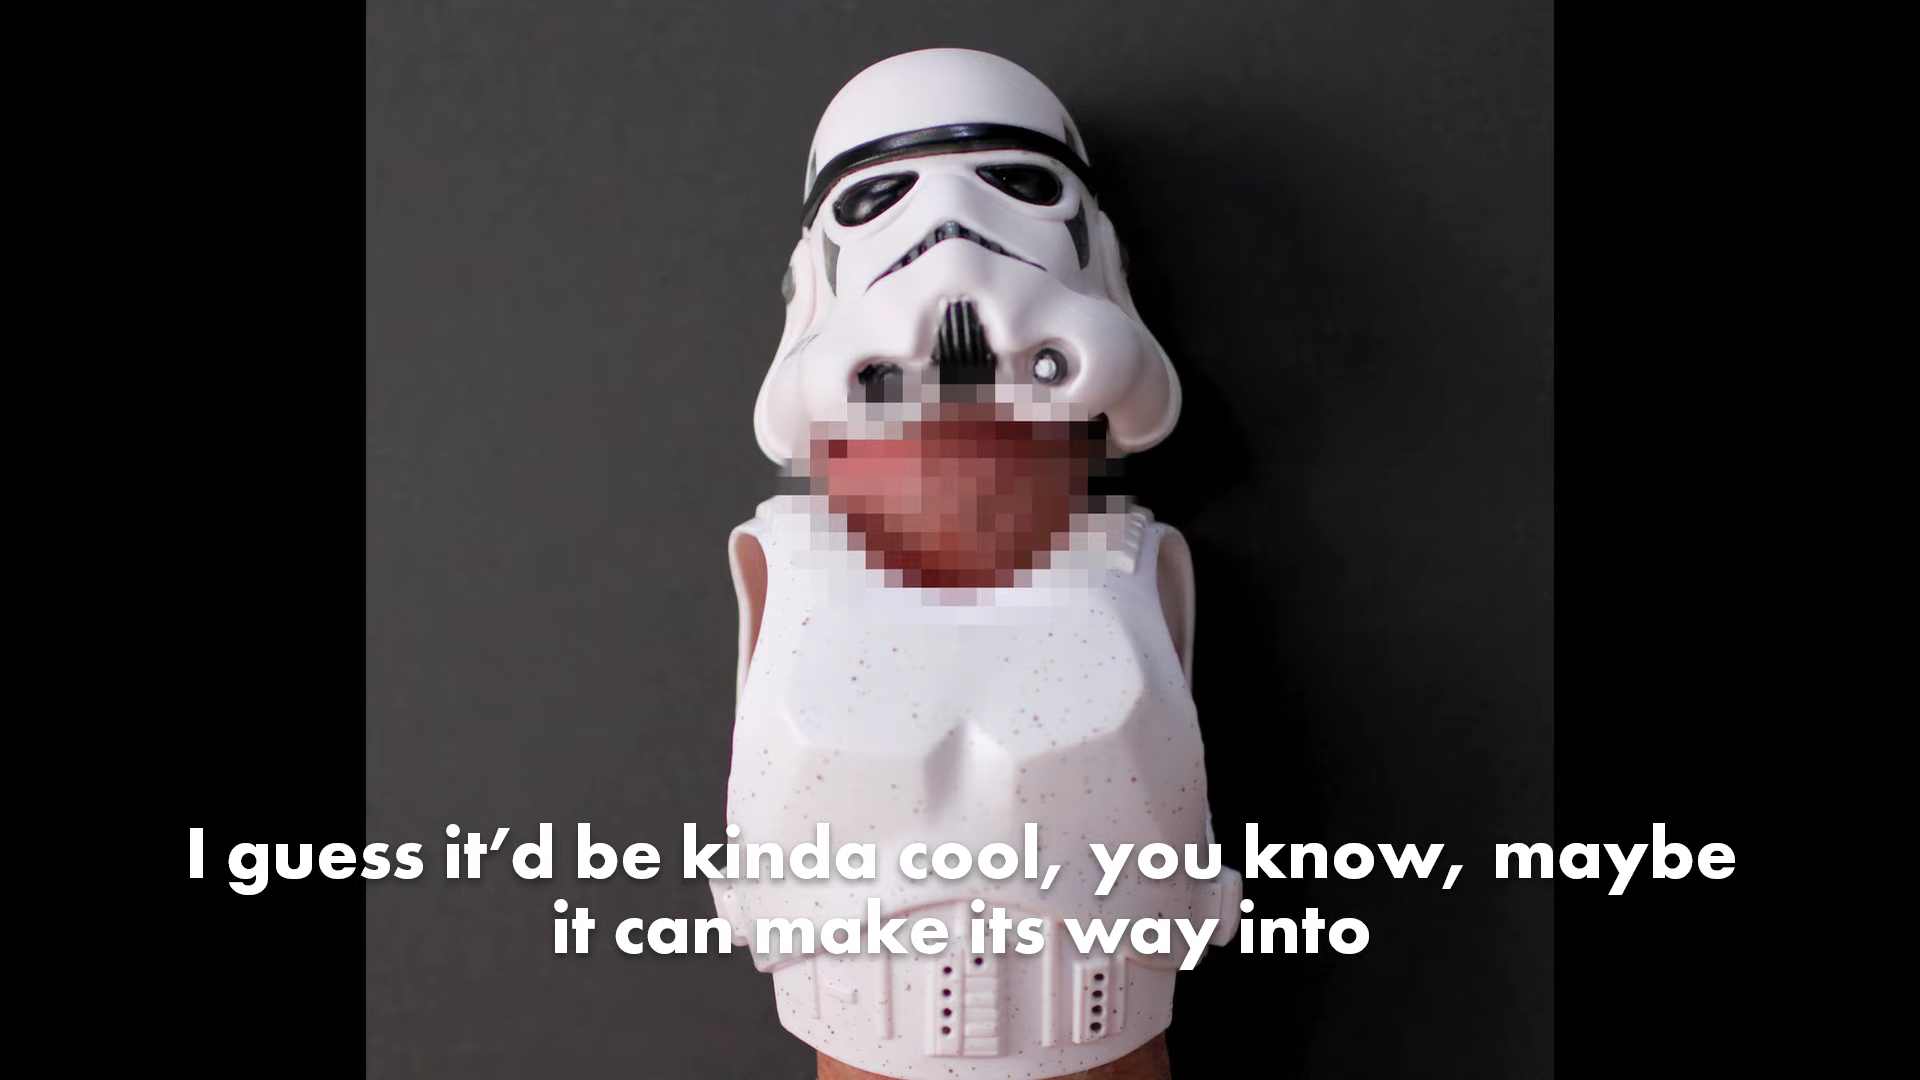 I guess it’d be kinda cool, you know, maybe
it can make its way into